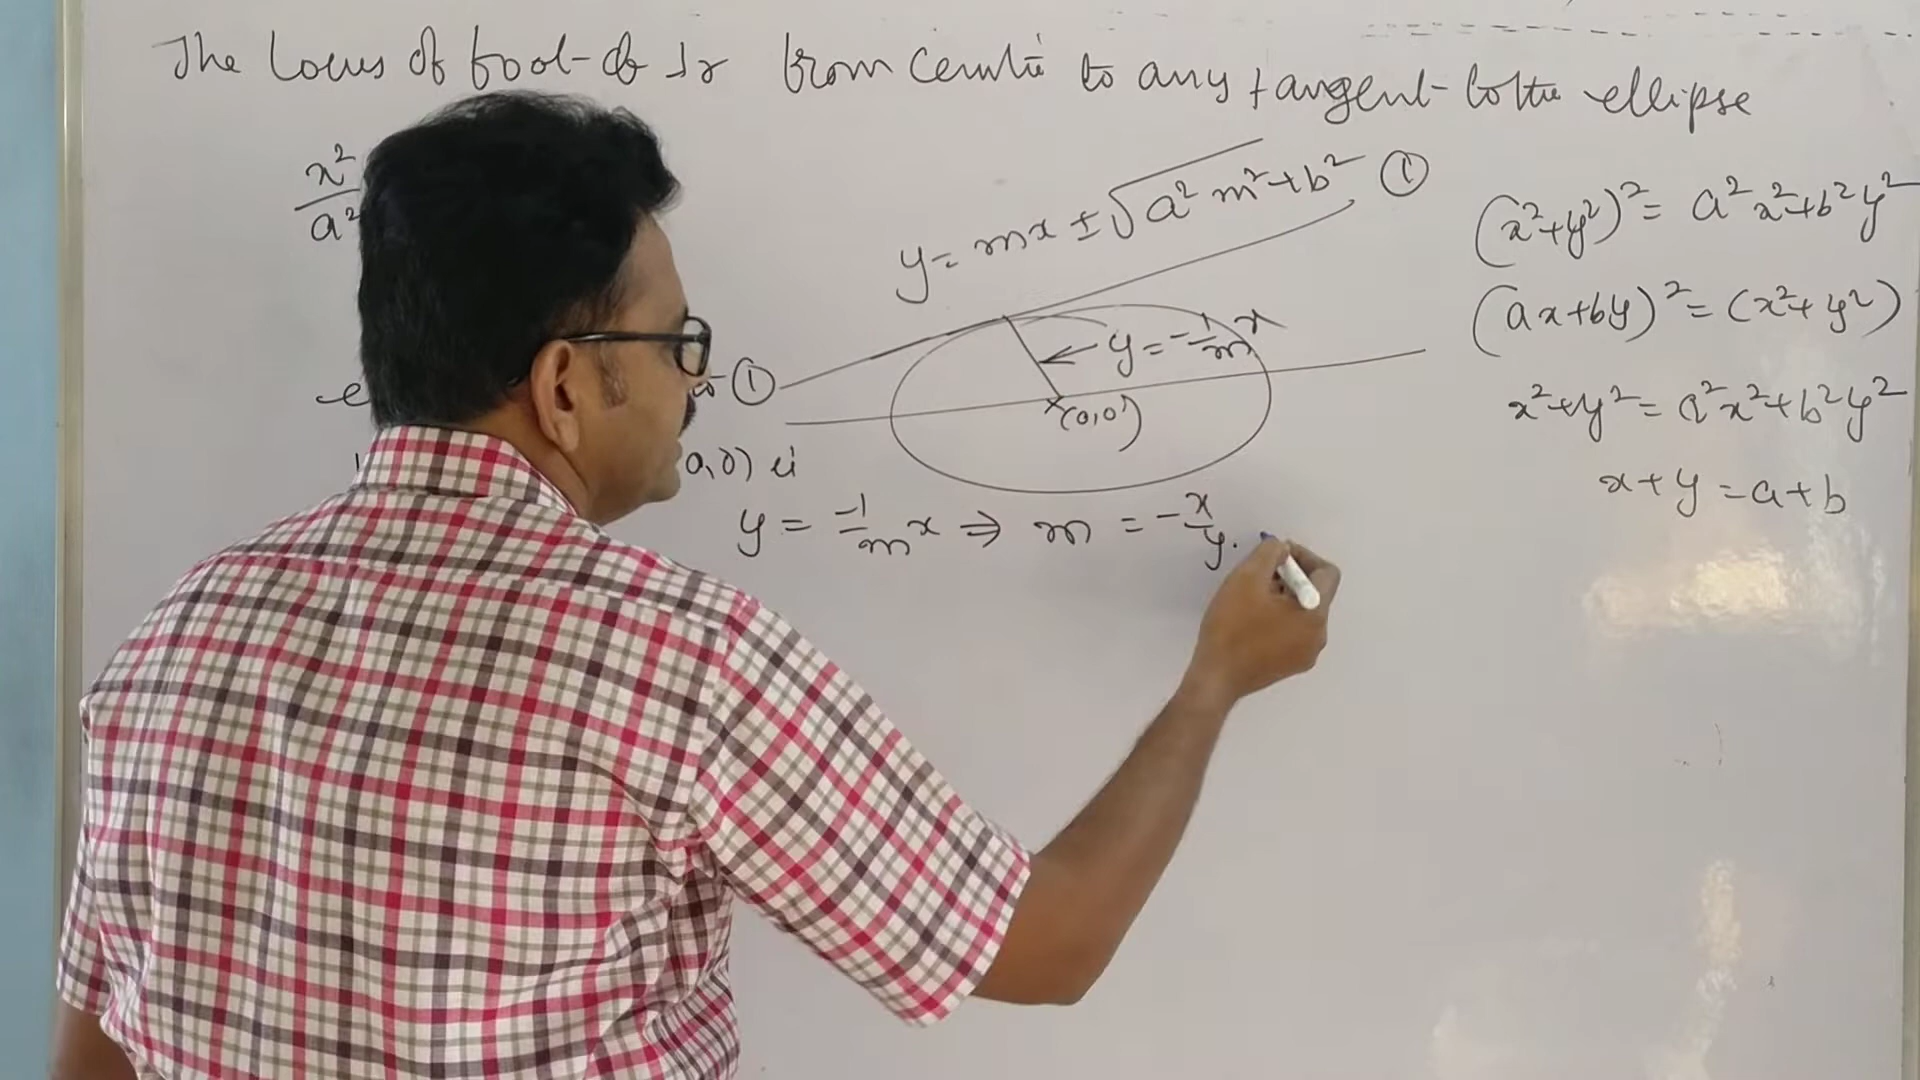 The Locus of foot of ⊥r from Centre to any tangent to the ellipse
x²
a²
y = mx ± √a²m²+b² ①
①
y = -1/m x
(0,0)
0,0) is
y = -1/m x ⇒ m = -x/y.
(x²+y²)² = a²x²+b²y²
(ax+by)² = (x²+y²)
x²+y² = a²x²+b²y²
x+y = a+b